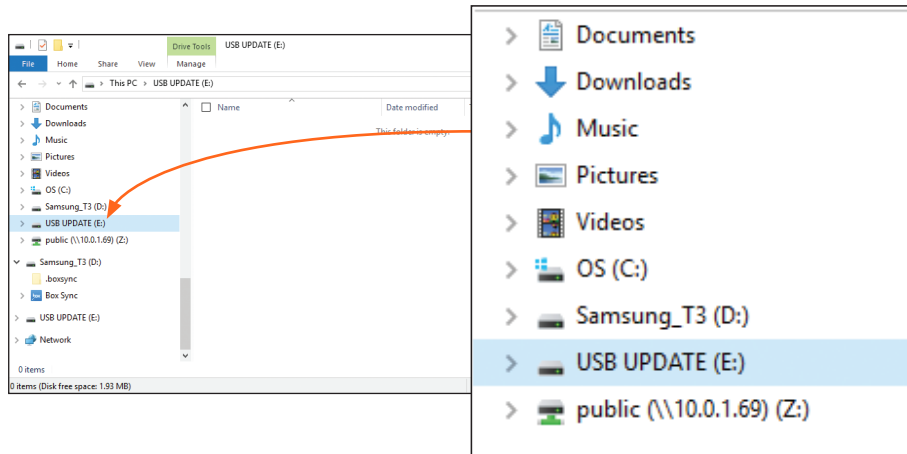 Drive Tools USB UPDATE (E:)
File Home Share View Manage
This PC > USB UPDATE (E:)
Name Date modified
This folder is empty.
Documents
Downloads
Music
Pictures
Videos
OS (C:)
Samsung_T3 (D:)
USB UPDATE (E:)
public (\\10.0.1.69) (Z:)
Samsung_T3 (D:)
.boxsync
Box Sync
USB UPDATE (E:)
Network
0 items
0 items (Disk free space: 1.93 MB)
Documents
Downloads
Music
Pictures
Videos
OS (C:)
Samsung_T3 (D:)
USB UPDATE (E:)
public (\\10.0.1.69) (Z:)